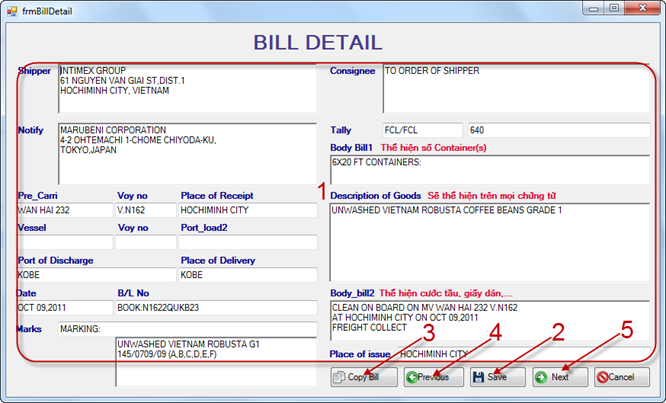 frmBillDetail
BILL DETAIL
Shipper
INTIMEX GROUP
61 NGUYEN VAN GIAI ST,DIST.1
HOCHIMINH CITY, VIETNAM
Consignee
TO ORDER OF SHIPPER
Notify
MARUBENI CORPORATION
4-2 OHTEMACHI 1-CHOME CHIYODA-KU,
TOKYO,JAPAN
Tally FCL/FCL 640
Body Bill1 Thể hiện số Container(s)
6X20 FT CONTAINERS:
1
Pre_Carri Voy no Place of Receipt
WAN HAI 232 V.N162 HOCHIMINH CITY
Vessel Voy no Port_load2
Port of Discharge Place of Delivery
KOBE KOBE
Description of Goods Sẽ thể hiện trên mọi chứng từ
UNWASHED VIETNAM ROBUSTA COFFEE BEANS GRADE 1
Date B/L No
OCT 09,2011 BOOK:N1622QUKB23
Marks MARKING:
UNWASHED VIETNAM ROBUSTA G1
145/0709/09 (A,B,C,D,E,F)
Body_bill2 Thể hiện cước tầu, giấy dán,...
CLEAN ON BOARD ON MV WAN HAI 232 V.N162
AT HOCHIMINH CITY ON OCT 09,2011
FREIGHT COLLECT
3 4 2 5
Place of issue HOCHIMINH CITY
Copy Bill Previous Save Next Cancel